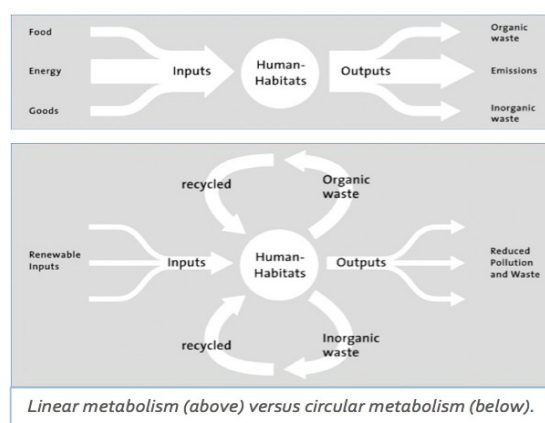 Food
Energy
Goods
Inputs
Human-
Habitats
Outputs
Organic
waste
Emissions
Inorganic
waste
recycled
Organic
waste
Renewable
Inputs
Inputs
Human-
Habitats
Outputs
Reduced
Pollution
and Waste
recycled
Inorganic
waste
Linear metabolism (above) versus circular metabolism (below).